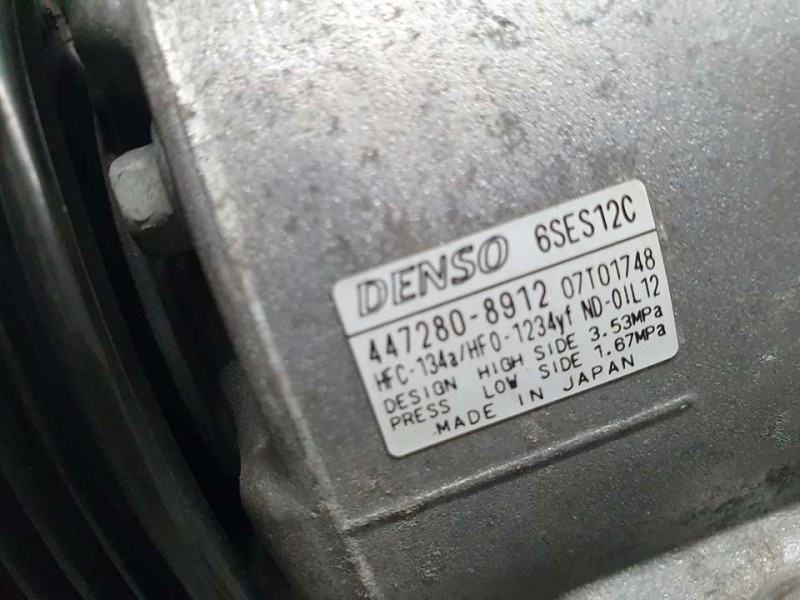 DENSO 6SES12C
447280-8912 07T01748
HFC-134a/HFO-1234yf ND-OIL12
DESIGN HIGH SIDE 3.53MPa
PRESS LOW SIDE 1.67MPa
MADE IN JAPAN